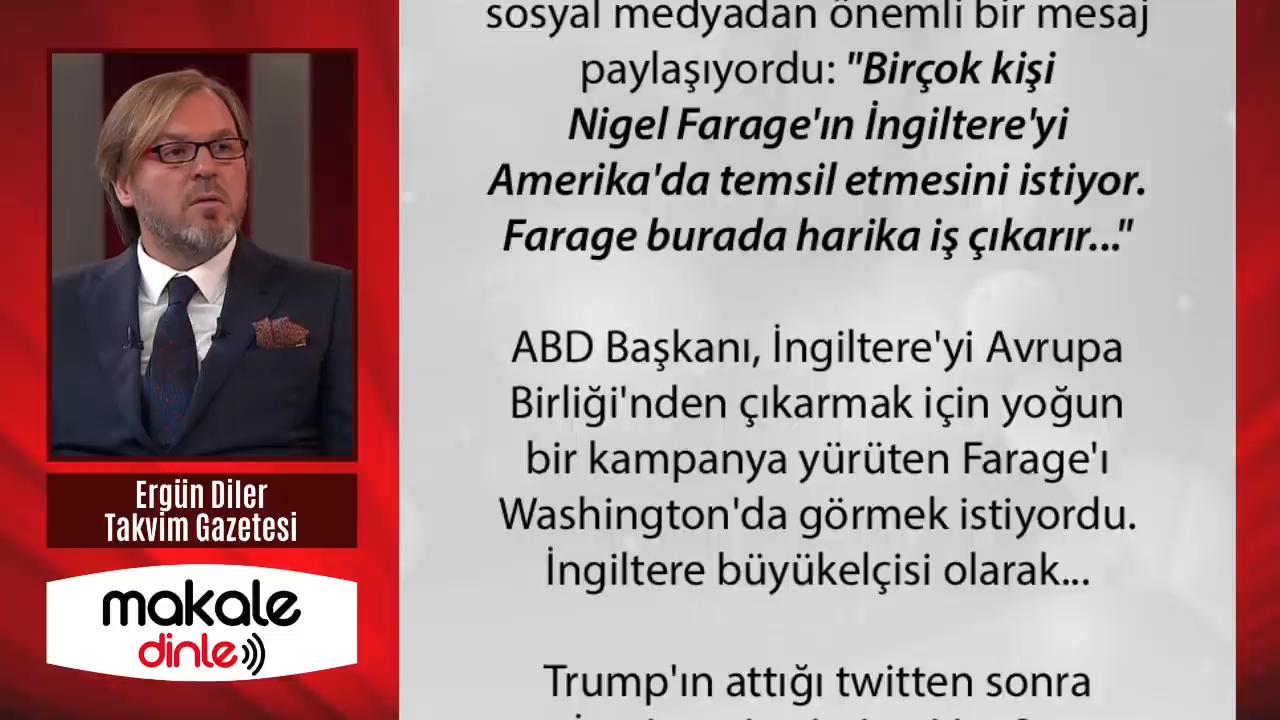 sosyal medyadan önemli bir mesaj
paylaşıyordu: "Birçok kişi
Nigel Farage'ın İngiltere'yi
Amerika'da temsil etmesini istiyor.
Farage burada harika iş çıkarır..."
ABD Başkanı, İngiltere'yi Avrupa
Birliği'nden çıkarmak için yoğun
bir kampanya yürüten Farage'ı
Washington'da görmek istiyordu.
İngiltere büyükelçisi olarak...
Trump'ın attığı twitten sonra
Ergün Diler
Takvim Gazetesi
makale
dinle